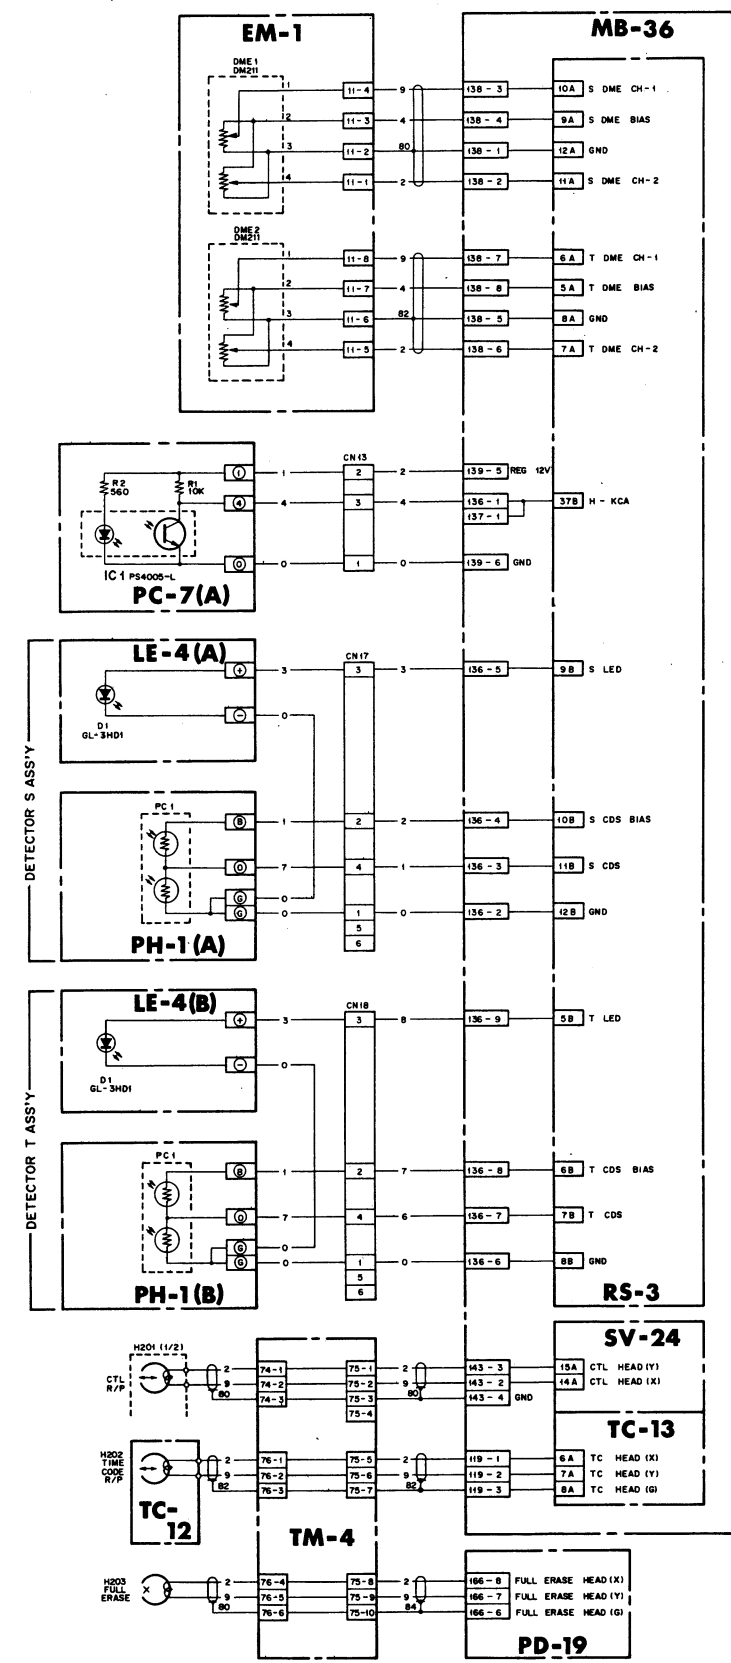 EM-1
MB-36
DME 1
DM211
1 11-4 9 138-3 10A S DME CH-1
2 11-3 4 138-4 9A S DME BIAS
3 11-2 80 138-1 12A GND
4 11-1 2 138-2 11A S DME CH-2
DME2
DM211
1 11-8 9 138-7 6A T DME CH-1
2 11-7 4 138-8 5A T DME BIAS
3 11-6 82 138-5 8A GND
4 11-5 2 138-6 7A T DME CH-2
CN13
1 1 2 2 139-5 REG 12V
R2
560
R1
10K
4 4 3 4 136-1 37B H-KCA
137-1
0 0 1 0 139-6 GND
IC1 PS4005-L
PC-7(A)
DETECTOR S ASS'Y
LE-4(A)
CN17
+ 3 3 3 136-5 9B S LED
- 0
D1
GL-3HD1
PC1
B 1 2 2 136-4 10B S CDS BIAS
O 7 4 1 136-3 11B S CDS
G 0
G 0 1 0 136-2 12B GND
5
6
PH-1(A)
DETECTOR T ASS'Y
LE-4(B)
CN18
+ 3 3 8 136-9 5B T LED
- 0
D1
GL-3HD1
PC1
B 1 2 7 136-8 6B T CDS BIAS
O 7 4 6 136-7 7B T CDS
G 0
G 0 1 0 136-6 8B GND
5
6
PH-1(B)
RS-3
SV-24
H201 (1/2)
CTL
R/P
2 74-1 75-1 2 143-3 15A CTL HEAD(Y)
9 74-2 75-2 9 143-2 14A CTL HEAD(X)
80 74-3 75-3 80 143-4 GND
75-4
TC-13
H202
TIME
CODE
R/P
2 76-1 75-5 2 119-1 6A TC HEAD(X)
9 76-2 75-6 9 119-2 7A TC HEAD(Y)
82 76-3 75-7 82 119-3 8A TC HEAD(G)
TC-
12
TM-4
H203
FULL
ERASE
2 76-4 75-8 2 166-8 FULL ERASE HEAD(X)
9 76-5 75-9 9 166-7 FULL ERASE HEAD(Y)
80 76-6 75-10 84 166-6 FULL ERASE HEAD(G)
PD-19